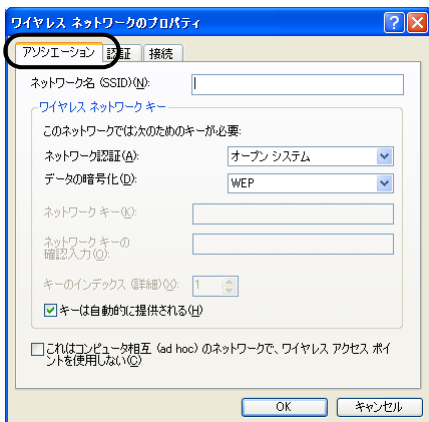 ワイヤレス ネットワークのプロパティ
アソシエーション 認証 接続
ネットワーク名 (SSID)(N):
ワイヤレス ネットワーク キー
このネットワークでは次のためのキーが必要:
ネットワーク認証(A): オープン システム
データの暗号化(D): WEP
ネットワーク キー(K):
ネットワーク キーの
確認入力(O):
キーのインデックス (詳細)(X): 1
キーは自動的に提供される(H)
これはコンピュータ相互 (ad hoc) のネットワークで、ワイヤレス アクセス ポイ
ントを使用しない(C)
OK キャンセル